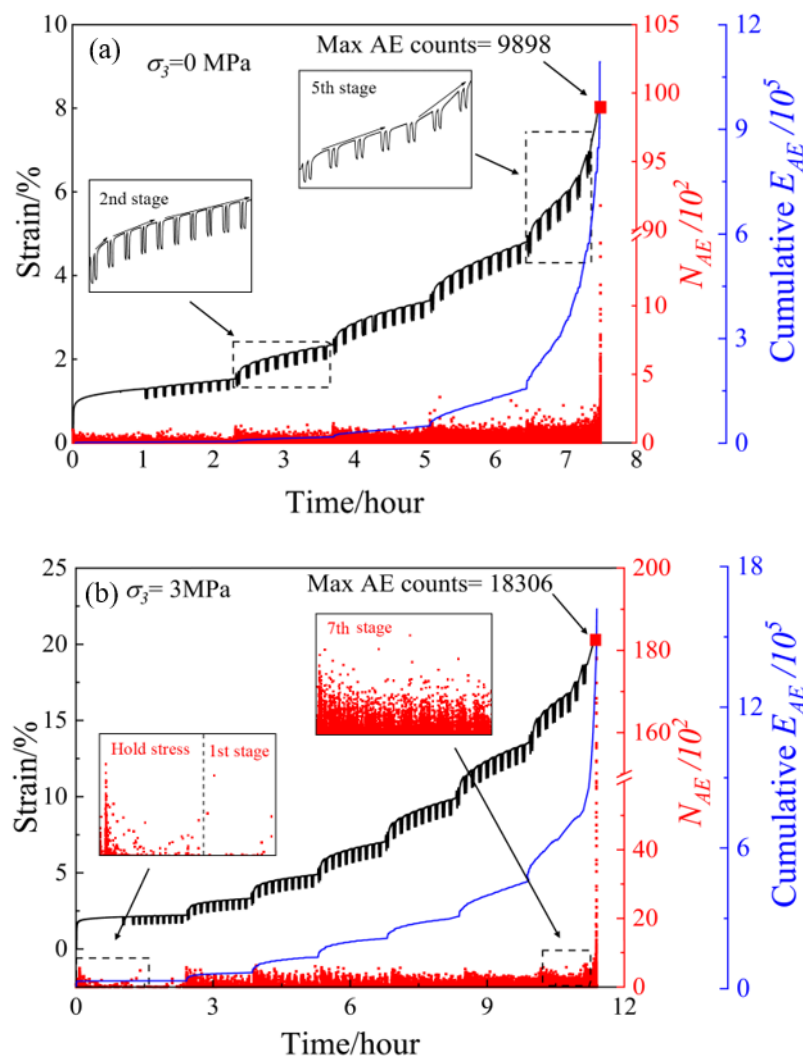 (a)
σ3=0 MPa
Max AE counts= 9898
5th stage
2nd stage
Strain/%
10
8
6
4
2
0
0 1 2 3 4 5 6 7 8
Time/hour
105
100
95
90
10
5
0
NAE /10²
12
9
6
3
0
Cumulative EAE /10⁵
(b)
σ3= 3MPa
Max AE counts= 18306
7th stage
Hold stress
1st stage
Strain/%
25
20
15
10
5
0
0 3 6 9 12
Time/hour
200
180
160
40
20
0
NAE /10²
18
12
6
0
Cumulative EAE /10⁵